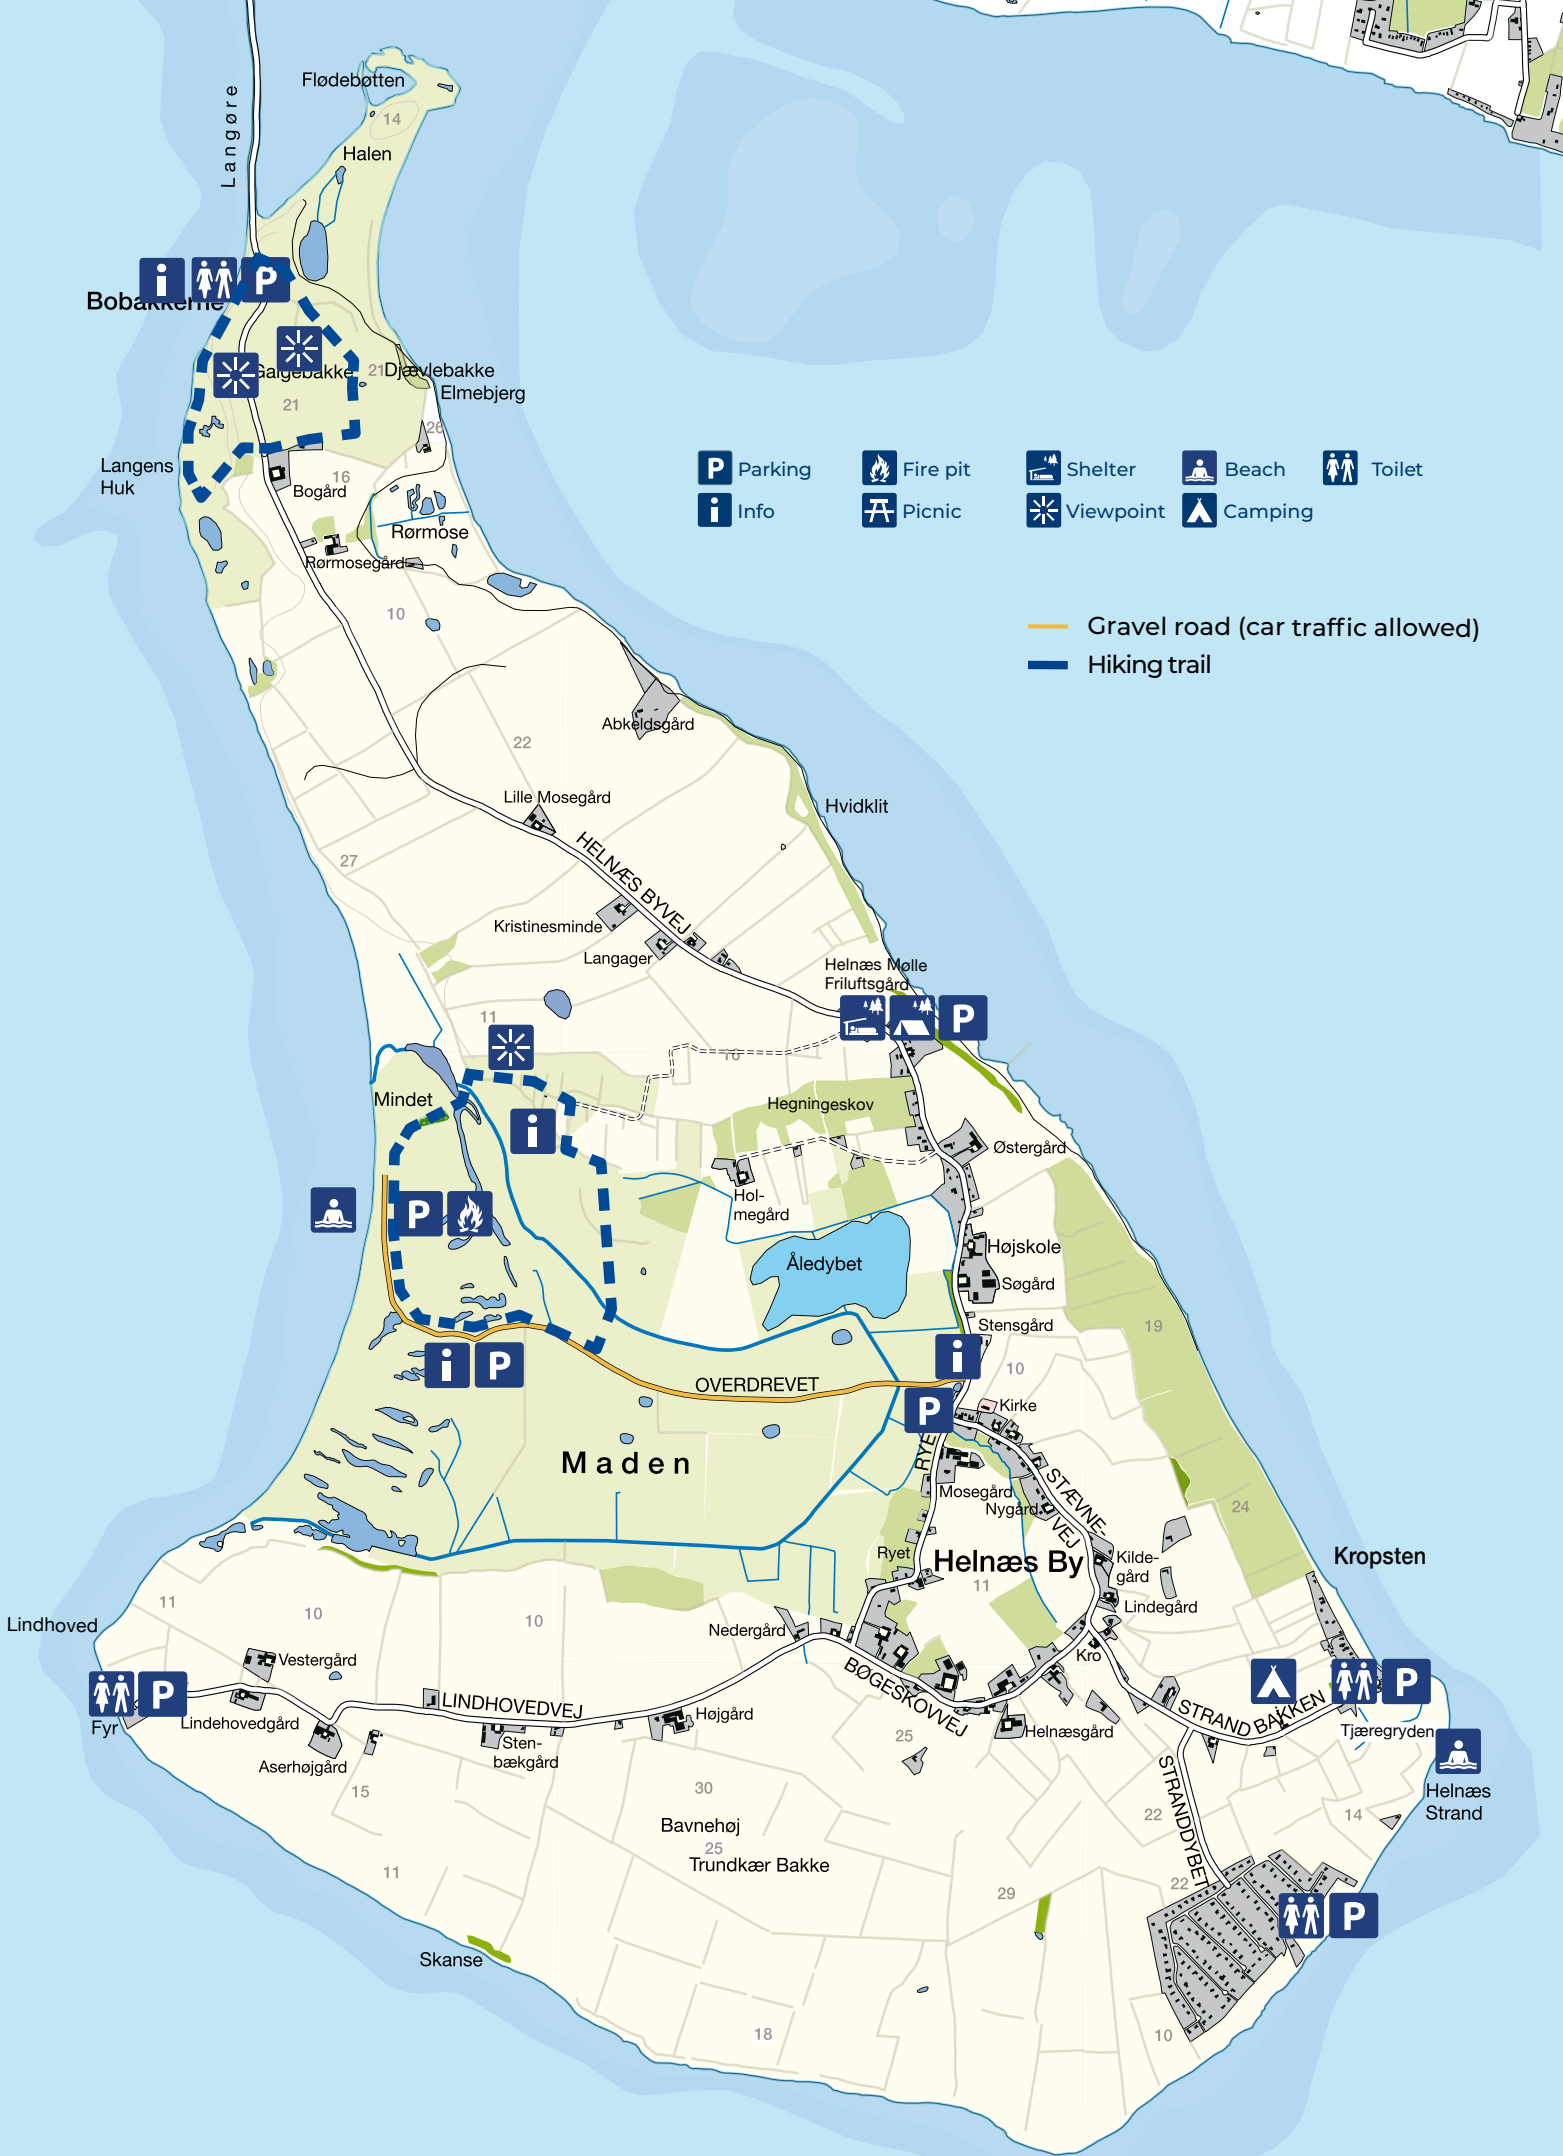 Flødebøtten
Langøre
14
Halen
Bobakkerne
P
Galgebakke
21
Djævlebakke
Elmebjerg
21
26
Langens
Huk
16
Bogård
Rørmose
Rørmosegård
10
P Parking
Fire pit
Shelter
Beach
Toilet
i Info
Picnic
Viewpoint
Camping
Gravel road (car traffic allowed)
Hiking trail
Abkeldsgård
22
Lille Mosegård
Hvidklit
HELNÆS BYVEJ
27
Kristinesminde
Langager
Helnæs Mølle
Friluftsgård
P
11
16
Mindet
Hegningeskov
i
Østergård
Hol-
megård
P
Højskole
Åledybet
Søgård
Stensgård
19
i P
i
10
OVERDREVET
P
Kirke
RYE
Maden
Mosegård
Nygård
STÆVNE-
VEJ
24
Ryet
Helnæs By
11
Kilde-
gård
Kropsten
Lindegård
11
10
10
Lindhoved
Nedergård
Kro
Vestergård
BØGESKOVVEJ
P
P
LINDHOVEDVEJ
STRAND BAKKEN
Fyr
Lindehovedgård
Højgård
Helnæsgård
Tjæregryden
Sten-
bækgård
25
Aserhøjgård
STRANDDYBET
Helnæs
Strand
15
30
22
14
Bavnehøj
25
Trundkær Bakke
11
22
29
P
Skanse
18
10